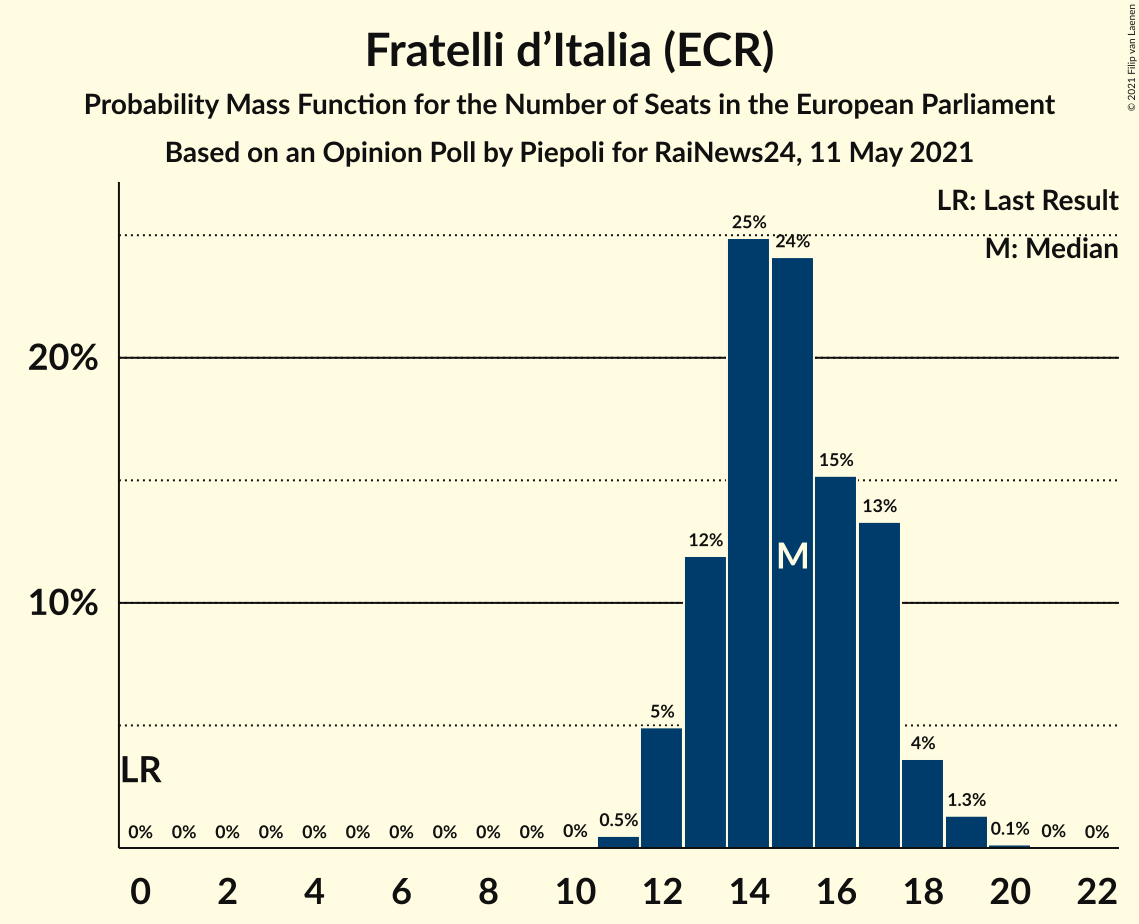 Fratelli d’Italia (ECR)
Probability Mass Function for the Number of Seats in the European Parliament
Based on an Opinion Poll by Piepoli for RaiNews24, 11 May 2021
© 2021 Filip van Laenen
LR: Last Result
M: Median
25%
24%
20%
15%
13%
12%
M
10%
5%
4%
LR
1.3%
0% 0% 0% 0% 0% 0% 0% 0% 0% 0% 0% 0.5% 0.1% 0% 0%
0 2 4 6 8 10 12 14 16 18 20 22